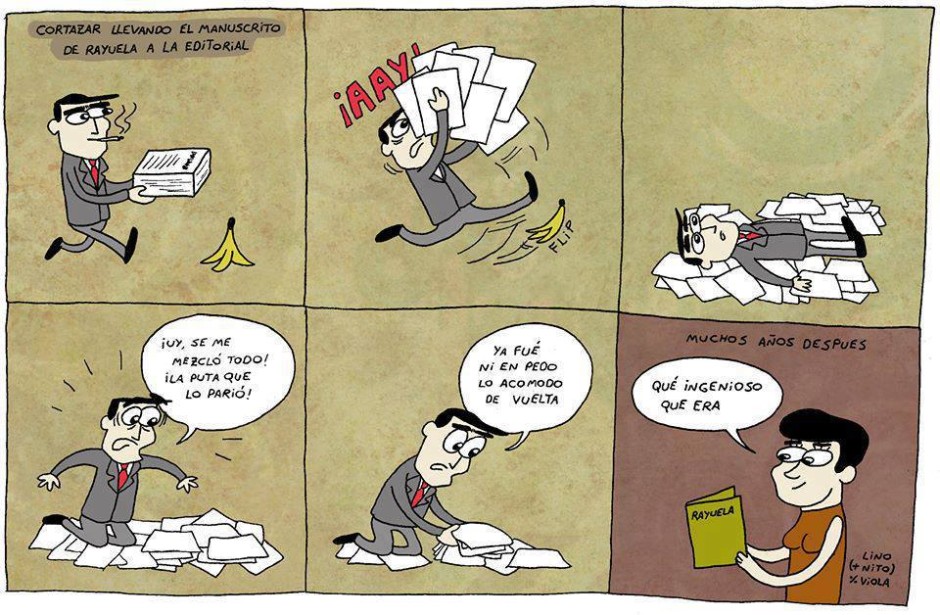 CORTAZAR LLEVANDO EL MANUSCRITO
DE RAYUELA A LA EDITORIAL
¡AAY!
FLIP
¡UY, SE ME
MEZCLÓ TODO!
¡LA PUTA QUE
LO PARIÓ!
YA FUÉ
NI EN PEDO
LO ACOMODO
DE VUELTA
MUCHOS AÑOS DESPUES
QUÉ INGENIOSO
QUE ERA
RAYUELA
LINO
(+ NITO)
% VIOLA